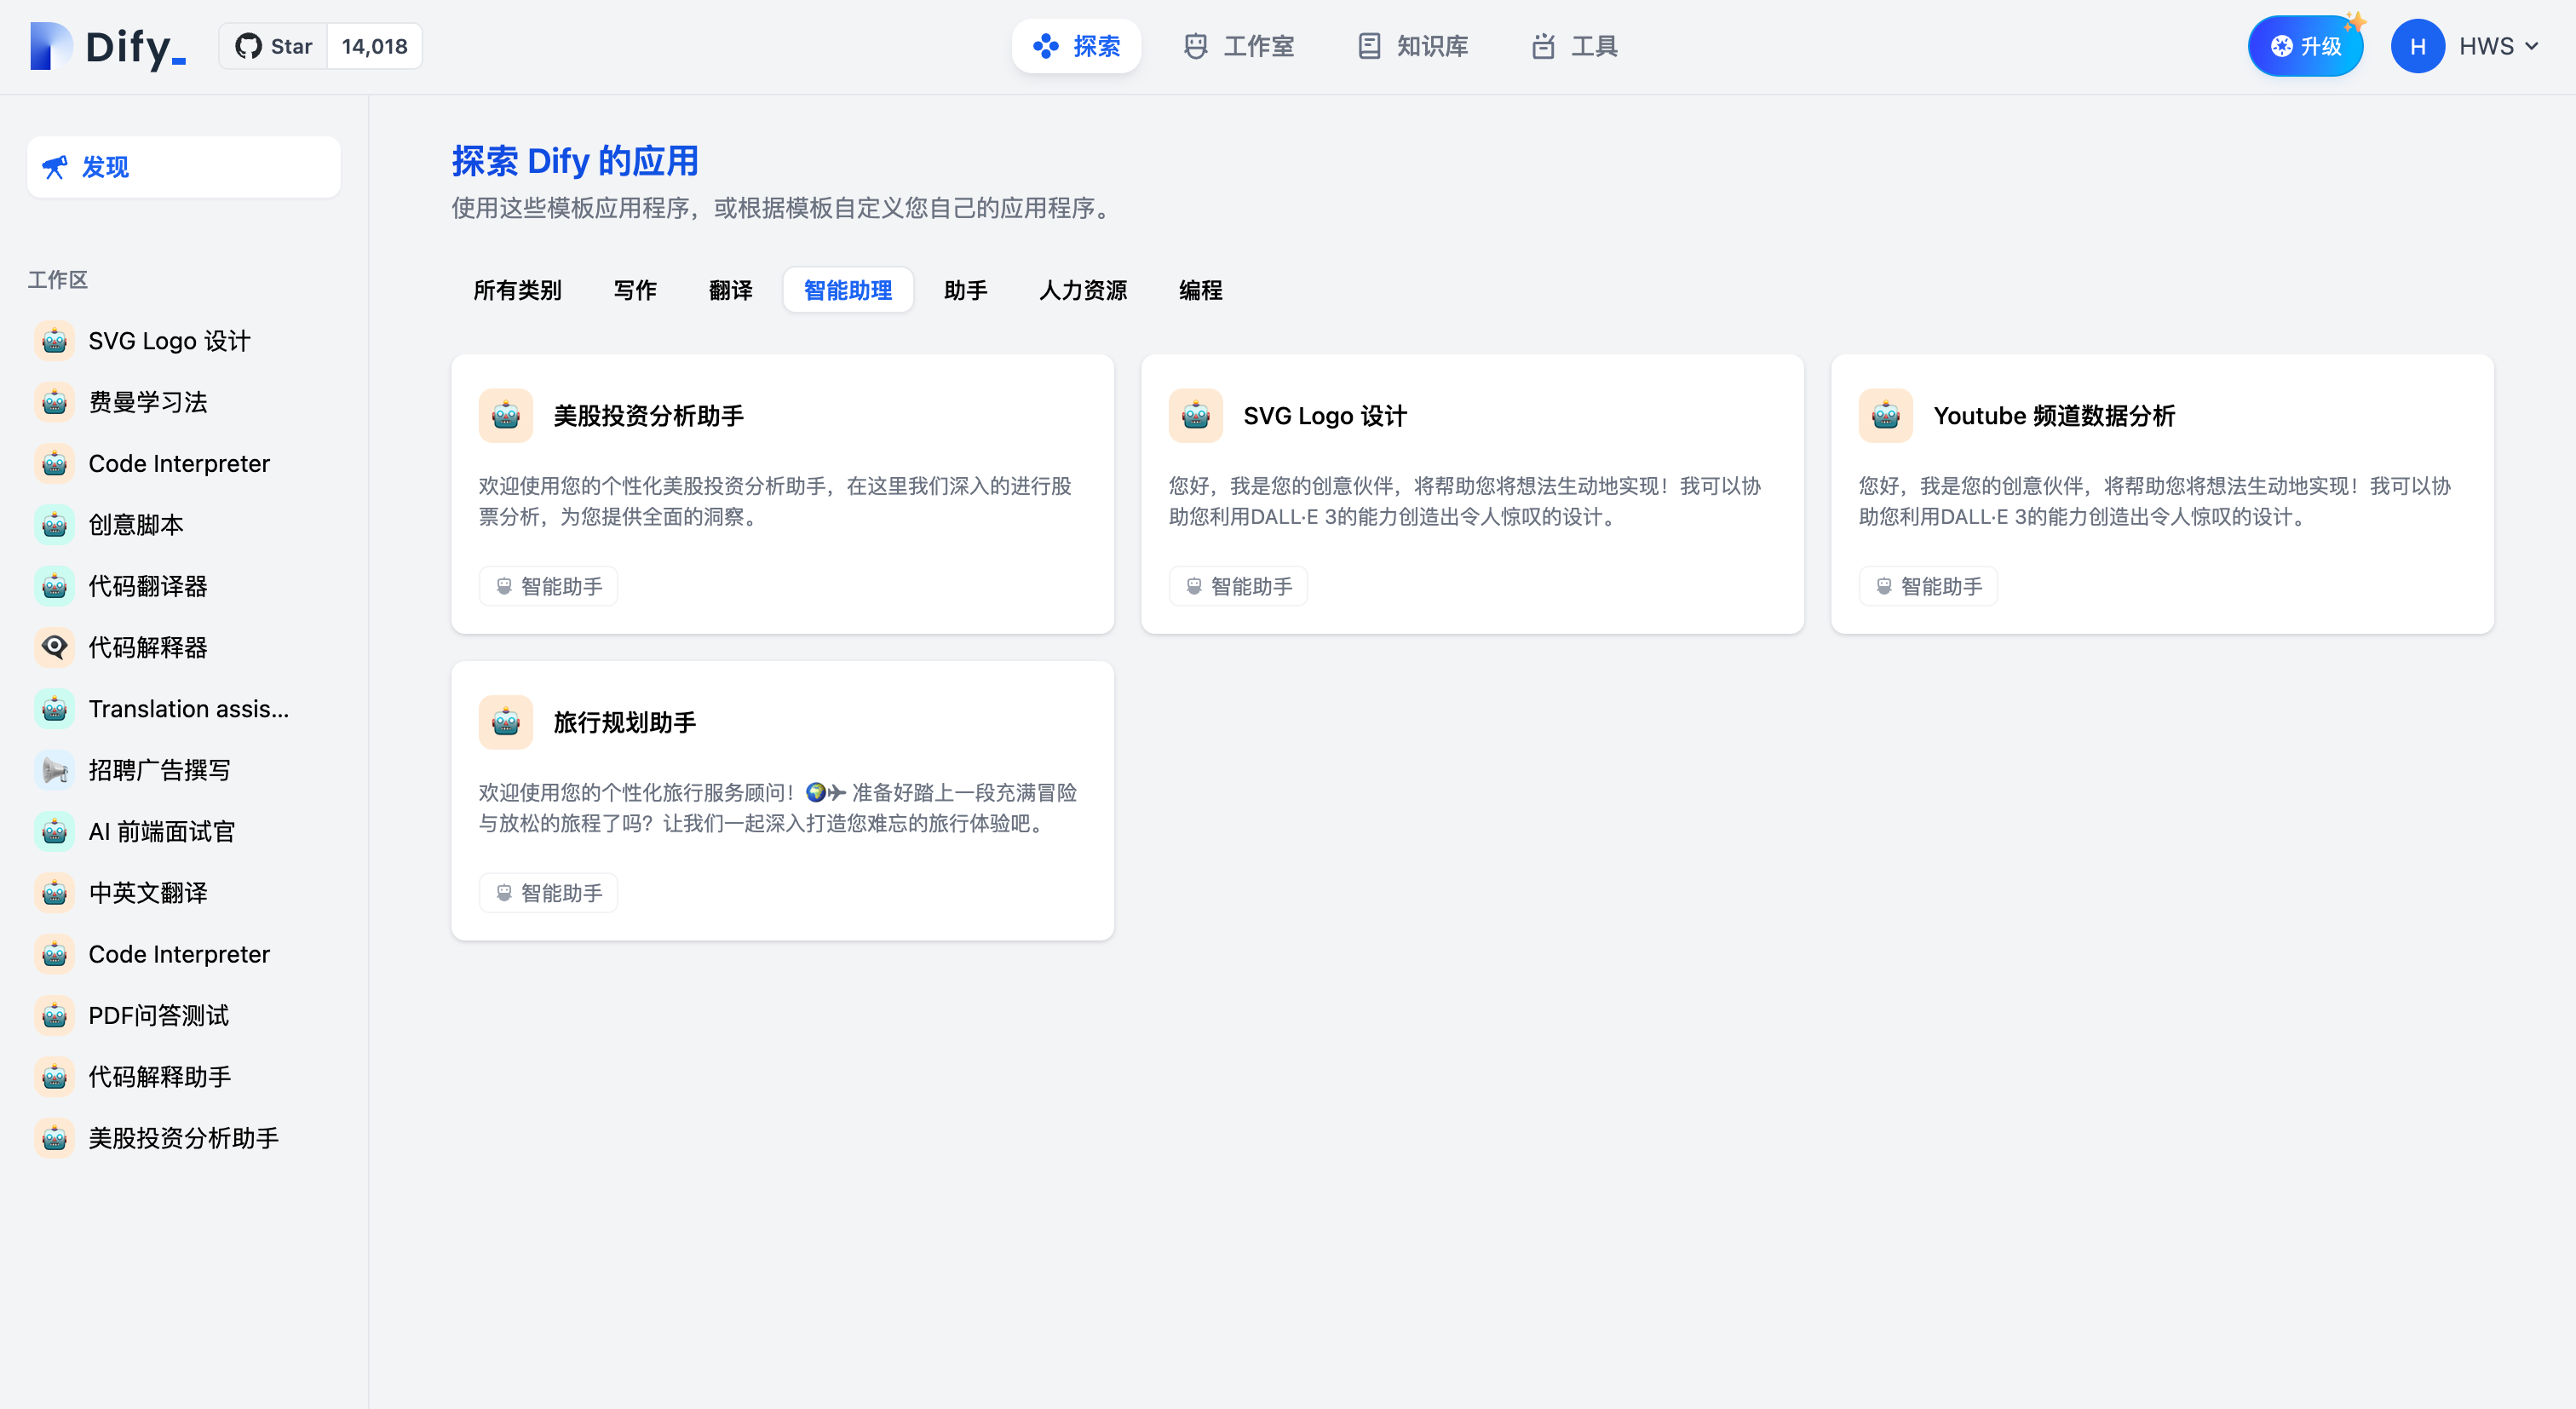 Dify_
Star 14,018
探索
工作室
知识库
工具
升级
H HWS
发现
工作区
SVG Logo 设计
费曼学习法
Code Interpreter
创意脚本
代码翻译器
代码解释器
Translation assis...
招聘广告撰写
AI 前端面试官
中英文翻译
Code Interpreter
PDF问答测试
代码解释助手
美股投资分析助手
探索 Dify 的应用
使用这些模板应用程序，或根据模板自定义您自己的应用程序。
所有类别 写作 翻译 智能助理 助手 人力资源 编程
美股投资分析助手
欢迎使用您的个性化美股投资分析助手，在这里我们深入的进行股
票分析，为您提供全面的洞察。
智能助手
SVG Logo 设计
您好，我是您的创意伙伴，将帮助您将想法生动地实现！我可以协
助您利用DALL·E 3的能力创造出令人惊叹的设计。
智能助手
Youtube 频道数据分析
您好，我是您的创意伙伴，将帮助您将想法生动地实现！我可以协
助您利用DALL·E 3的能力创造出令人惊叹的设计。
智能助手
旅行规划助手
欢迎使用您的个性化旅行服务顾问！🌍✈ 准备好踏上一段充满冒险
与放松的旅程了吗？让我们一起深入打造您难忘的旅行体验吧。
智能助手